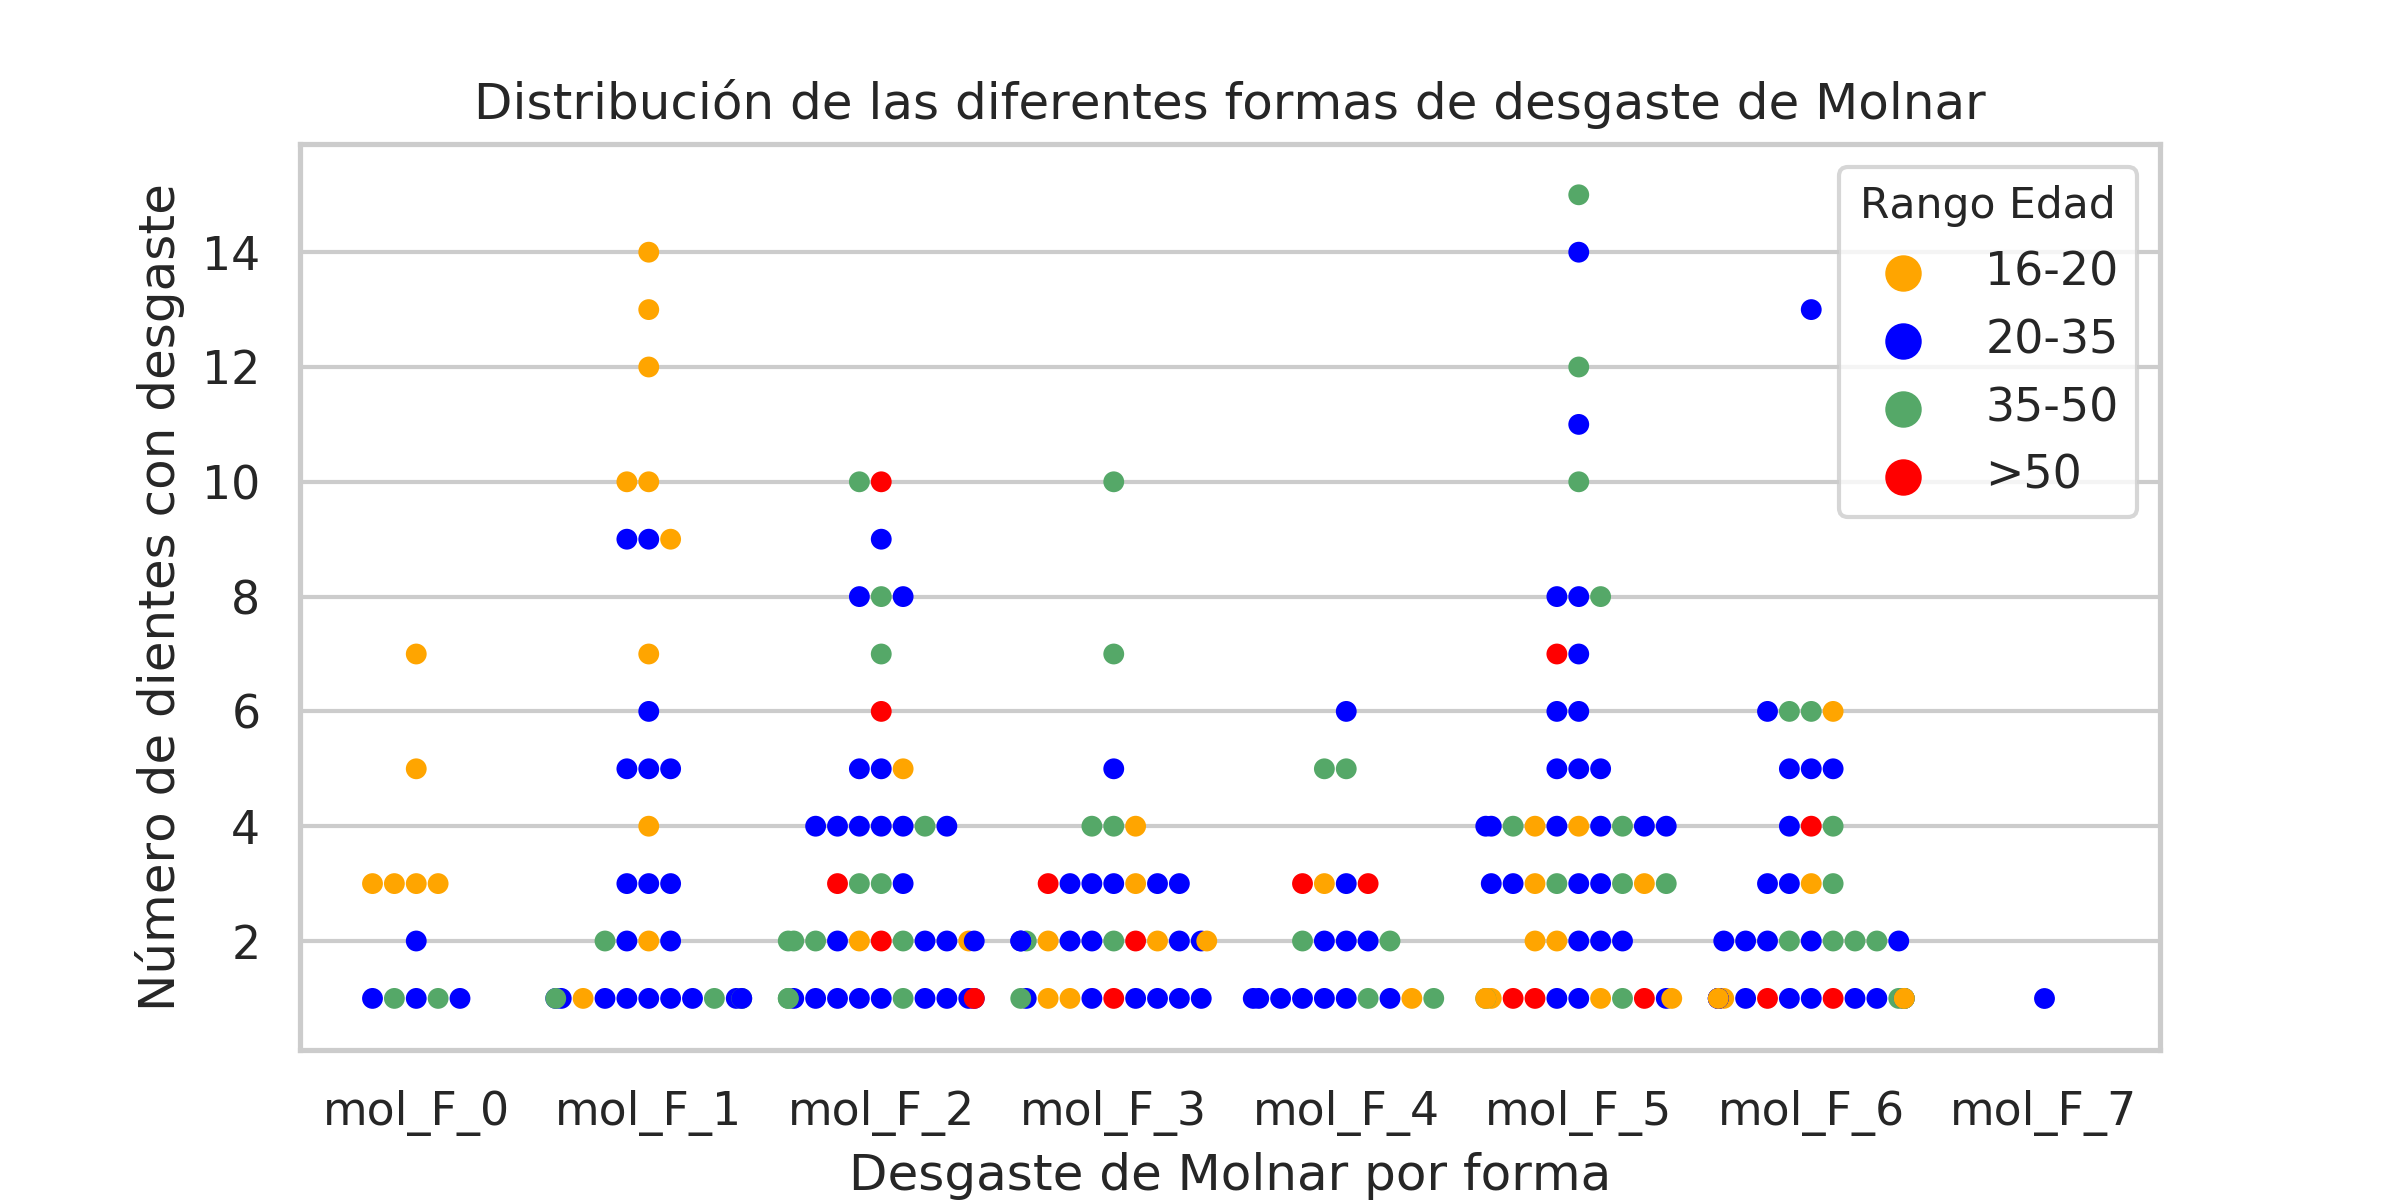 Distribución de las diferentes formas de desgaste de Molnar
Número de dientes con desgaste
14
12
10
8
6
4
2
Rango Edad
16-20
20-35
35-50
>50
mol_F_0 mol_F_1 mol_F_2 mol_F_3 mol_F_4 mol_F_5 mol_F_6 mol_F_7
Desgaste de Molnar por forma